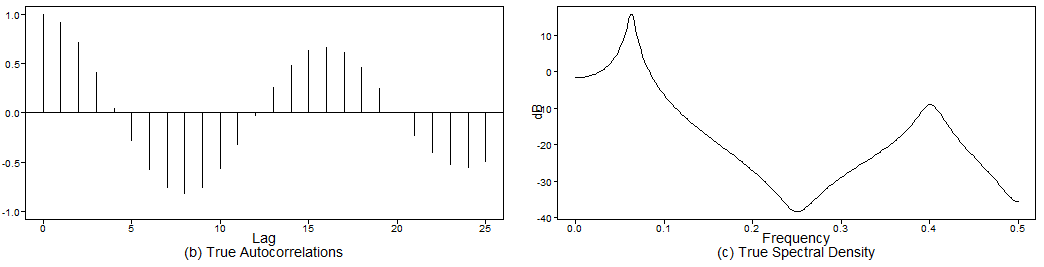 1.0
0.5
0.0
-0.5
-1.0
0 5 10 15 20 25
Lag
(b) True Autocorrelations
dB
10
0
-10
-20
-30
-40
0.0 0.1 0.2 0.3 0.4 0.5
Frequency
(c) True Spectral Density